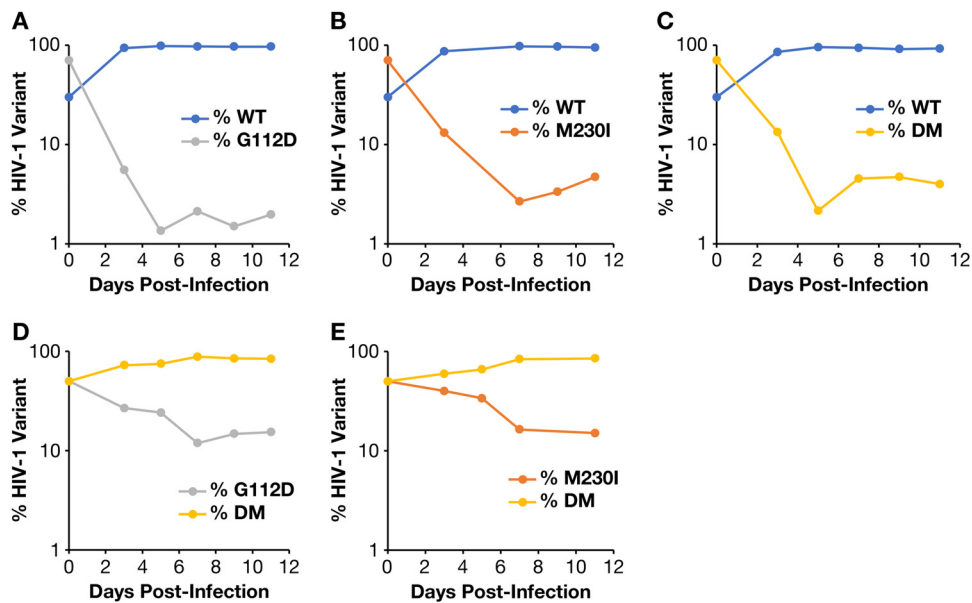 A
% HIV-1 Variant
100
10
1
% WT
% G112D
0 2 4 6 8 10 12
Days Post-Infection
B
% HIV-1 Variant
100
10
1
% WT
% M230I
0 2 4 6 8 10 12
Days Post-Infection
C
% HIV-1 Variant
100
10
1
% WT
% DM
0 2 4 6 8 10 12
Days Post-Infection
D
% HIV-1 Variant
100
10
1
% G112D
% DM
0 2 4 6 8 10 12
Days Post-Infection
E
% HIV-1 Variant
100
10
1
% M230I
% DM
0 2 4 6 8 10 12
Days Post-Infection